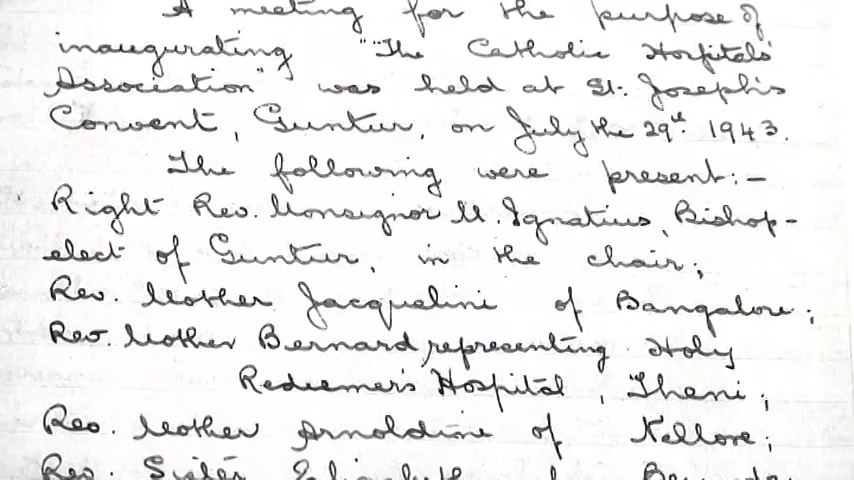 A meeting for the purpose of
inaugurating "The Catholic Hospitals'
Association" was held at St. Joseph's
Convent, Guntur, on July the 29th. 1943.
The following were present:-
Right Rev. Monsignor M. Ignatius, Bishop-
elect of Guntur, in the chair;
Rev. Mother Jacqueline of Bangalore;
Rev. Mother Bernard, representing Holy
Redeemer's Hospital, Theni;
Rev. Mother Arnoldine of Nellore;
Rev. Sister